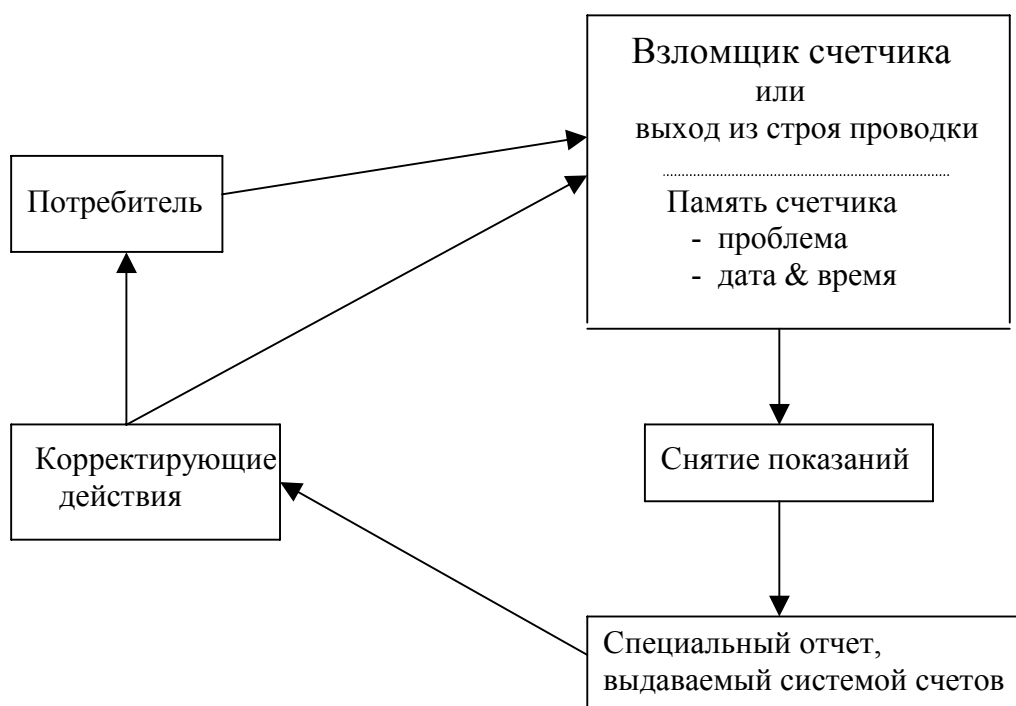 Взломщик счетчика
или
выход из строя проводки
Память счетчика
- проблема
- дата & время
Потребитель
Корректирующие
действия
Снятие показаний
Специальный отчет,
выдаваемый системой счетов